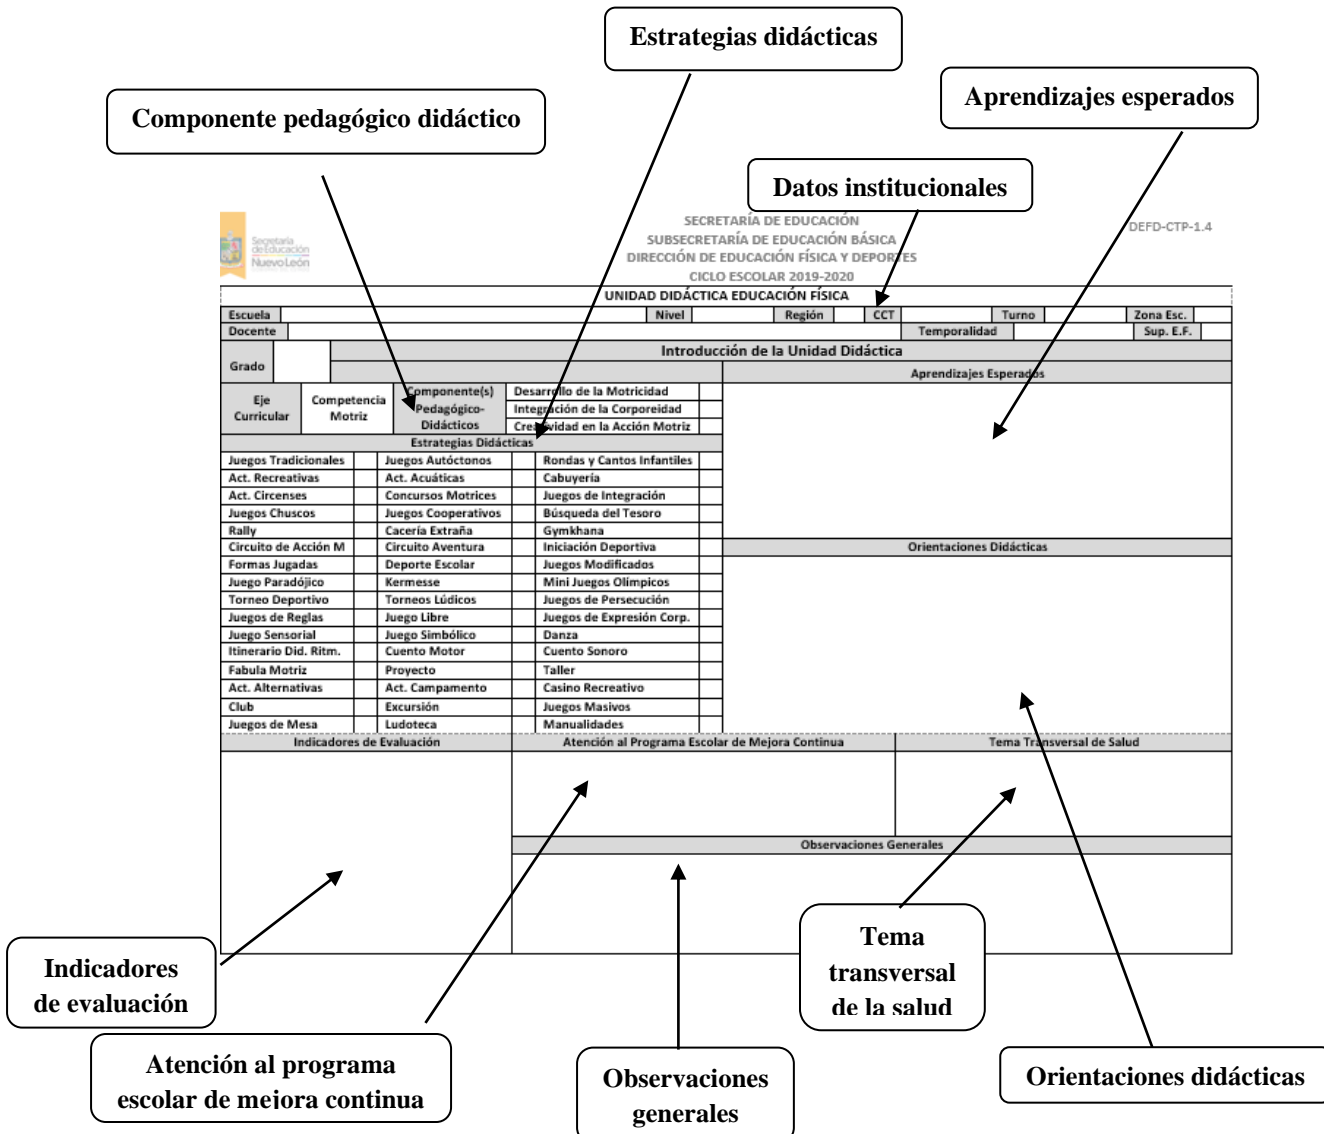 Estrategias didácticas
Aprendizajes esperados
Componente pedagógico didáctico
Datos institucionales
Secretaría
de Educación
Nuevo León
SECRETARÍA DE EDUCACIÓN
SUBSECRETARÍA DE EDUCACIÓN BÁSICA
DIRECCIÓN DE EDUCACIÓN FÍSICA Y DEPORTES
CICLO ESCOLAR 2019-2020
DEFD-CTP-1.4
UNIDAD DIDÁCTICA EDUCACIÓN FÍSICA
Escuela Nivel Región CCT Turno Zona Esc.
Docente Temporalidad Sup. E.F.
Grado
Introducción de la Unidad Didáctica
Aprendizajes Esperados
Eje
Curricular
Competencia
Motriz
Componente(s)
Pedagógico-
Didácticos
Desarrollo de la Motricidad
Integración de la Corporeidad
Creatividad en la Acción Motriz
Estrategias Didácticas
Juegos Tradicionales Juegos Autóctonos Rondas y Cantos Infantiles
Act. Recreativas Act. Acuáticas Cabuyería
Act. Circenses Concursos Motrices Juegos de Integración
Juegos Chuscos Juegos Cooperativos Búsqueda del Tesoro
Rally Cacería Extraña Gymkhana
Circuito de Acción M Circuito Aventura Iniciación Deportiva
Orientaciones Didácticas
Formas Jugadas Deporte Escolar Juegos Modificados
Juego Paradójico Kermesse Mini Juegos Olímpicos
Torneo Deportivo Torneos Lúdicos Juegos de Persecución
Juegos de Reglas Juego Libre Juegos de Expresión Corp.
Juego Sensorial Juego Simbólico Danza
Itinerario Did. Ritm. Cuento Motor Cuento Sonoro
Fabula Motriz Proyecto Taller
Act. Alternativas Act. Campamento Casino Recreativo
Club Excursión Juegos Masivos
Juegos de Mesa Ludoteca Manualidades
Indicadores de Evaluación Atención al Programa Escolar de Mejora Continua Tema Transversal de Salud
Observaciones Generales
Indicadores
de evaluación
Tema
transversal
de la salud
Atención al programa
escolar de mejora continua
Observaciones
generales
Orientaciones didácticas